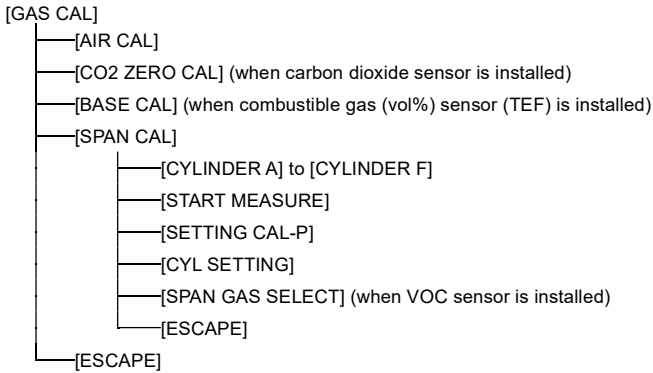 [GAS CAL]
[AIR CAL]
[CO2 ZERO CAL] (when carbon dioxide sensor is installed)
[BASE CAL] (when combustible gas (vol%) sensor (TEF) is installed)
[SPAN CAL]
[CYLINDER A] to [CYLINDER F]
[START MEASURE]
[SETTING CAL-P]
[CYL SETTING]
[SPAN GAS SELECT] (when VOC sensor is installed)
[ESCAPE]
[ESCAPE]